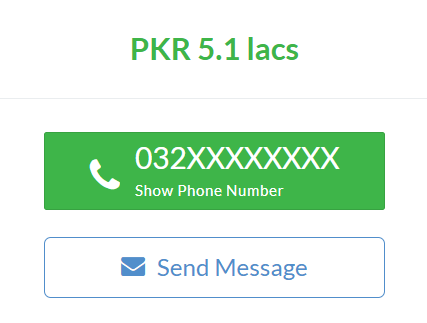 PKR 5.1 lacs
032XXXXXXXX
Show Phone Number
Send Message